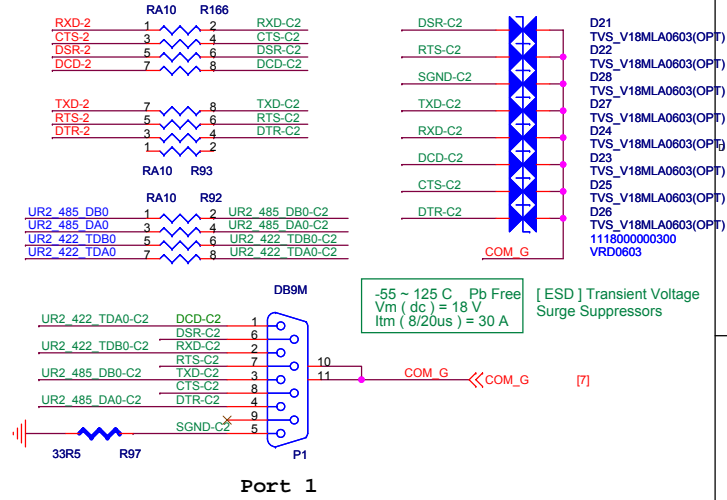 RA10 R166
RXD-2 1 2 RXD-C2
CTS-2 3 4 CTS-C2
DSR-2 5 6 DSR-C2
DCD-2 7 8 DCD-C2
TXD-2 7 8 TXD-C2
RTS-2 5 6 RTS-C2
DTR-2 3 4 DTR-C2
1 2
RA10 R93
RA10 R92
UR2_485_DB0 1 2 UR2_485_DB0-C2
UR2_485_DA0 3 4 UR2_485_DA0-C2
UR2_422_TDB0 5 6 UR2_422_TDB0-C2
UR2_422_TDA0 7 8 UR2_422_TDA0-C2
DSR-C2 D21
TVS_V18MLA0603(OPT)
RTS-C2 D22
TVS_V18MLA0603(OPT)
SGND-C2 D28
TVS_V18MLA0603(OPT)
TXD-C2 D27
TVS_V18MLA0603(OPT)
RXD-C2 D24
TVS_V18MLA0603(OPT)
DCD-C2 D23
TVS_V18MLA0603(OPT)
CTS-C2 D25
TVS_V18MLA0603(OPT)
DTR-C2 D26
TVS_V18MLA0603(OPT)
1118000000300
COM_G VRD0603
-55 ~ 125 C Pb Free
Vm ( dc ) = 18 V
Itm ( 8/20us ) = 30 A
[ ESD ] Transient Voltage
Surge Suppressors
DB9M
UR2_422_TDA0-C2 DCD-C2 1
DSR-C2 6
UR2_422_TDB0-C2 RXD-C2 2
RTS-C2 7
UR2_485_DB0-C2 TXD-C2 3
CTS-C2 8
UR2_485_DA0-C2 DTR-C2 4
9
SGND-C2 5
10
11 COM_G COM_G [7]
33R5 R97
P1
Port 1